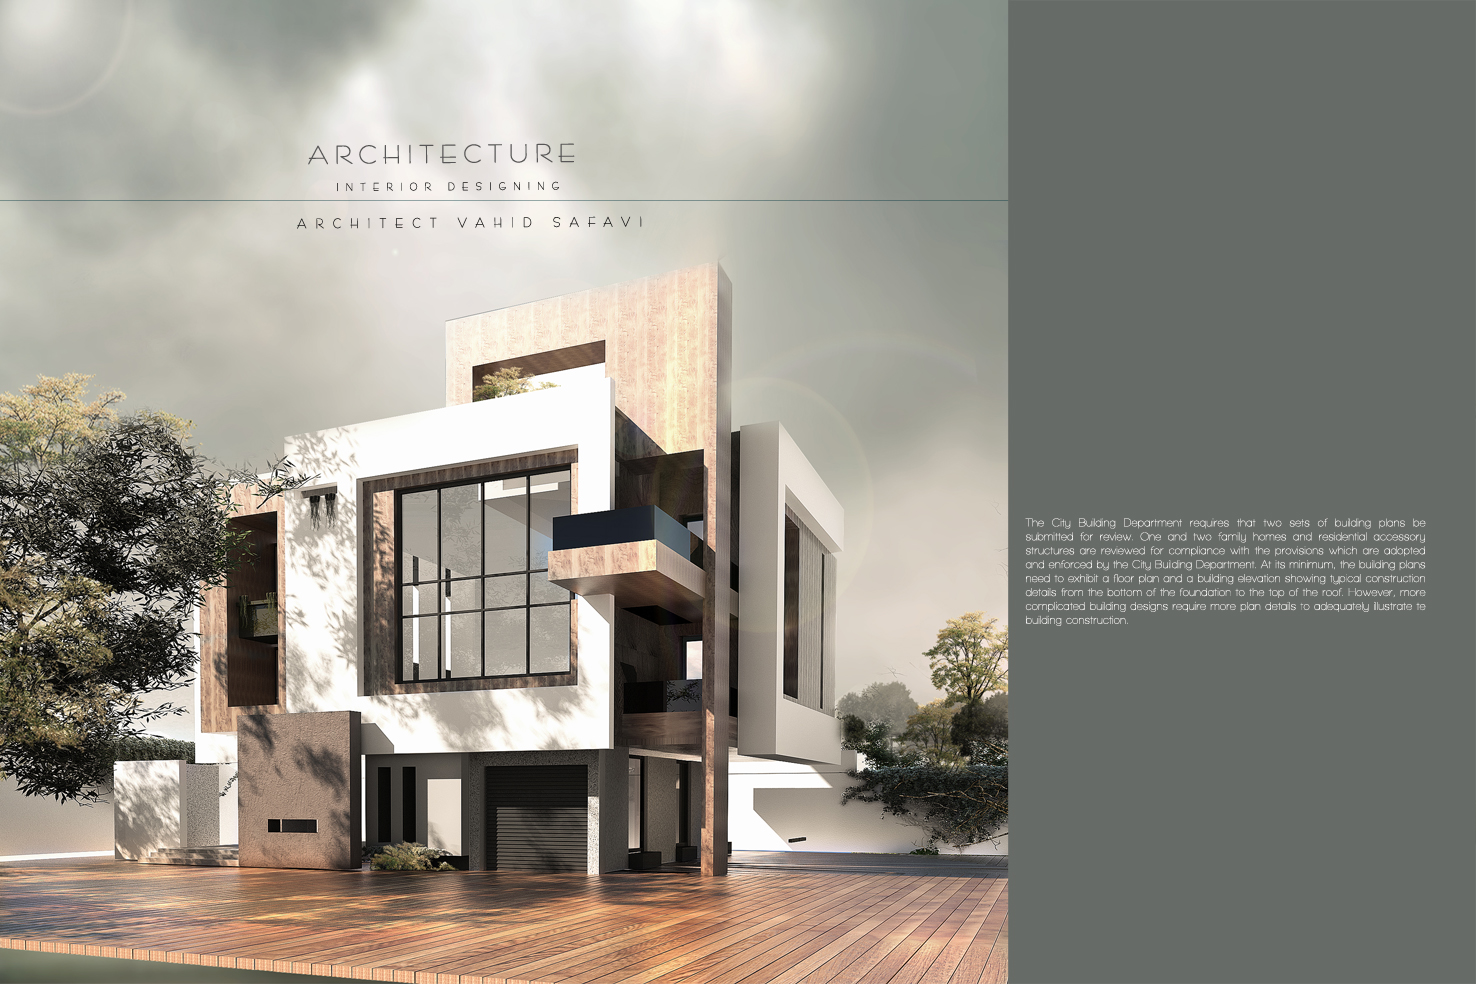 ARCHITECTURE
INTERIOR DESIGNING
ARCHITECT VAHID SAFAVI
The City Building Department requires that two sets of building plans be
submitted for review. One and two family homes and residential accessory
structures are reviewed for compliance with the provisions which are adopted
and enforced by the City Building Department. At its minimum, the building plans
need to exhibit a floor plan and a building elevation showing typical construction
details from the bottom of the foundation to the top of the roof. However, more
complicated building designs require more plan details to adequately illustrate te
building construction.